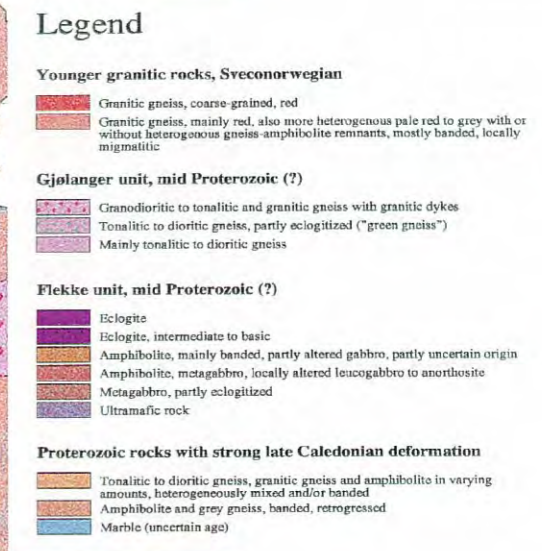 Legend
Younger granitic rocks, Sveconorwegian
Granitic gneiss, coarse-grained, red
Granitic gneiss, mainly red, also more heterogenous pale red to grey with or
without heterogenous gneiss-amphibolite remnants, mostly banded, locally
migmatitic
Gjølanger unit, mid Proterozoic (?)
Granodioritic to tonalitic and granitic gneiss with granitic dykes
Tonalitic to dioritic gneiss, partly eclogitized ("green gneiss")
Mainly tonalitic to dioritic gneiss
Flekke unit, mid Proterozoic (?)
Eclogite
Eclogite, intermediate to basic
Amphibolite, mainly banded, partly altered gabbro, partly uncertain origin
Amphibolite, metagabbro, locally altered leucogabbro to anorthosite
Metagabbro, partly eclogitized
Ultramafic rock
Proterozoic rocks with strong late Caledonian deformation
Tonalitic to dioritic gneiss, granitic gneiss and amphibolite in varying
amounts, heterogeneously mixed and/or banded
Amphibolite and grey gneiss, banded, retrogressed
Marble (uncertain age)